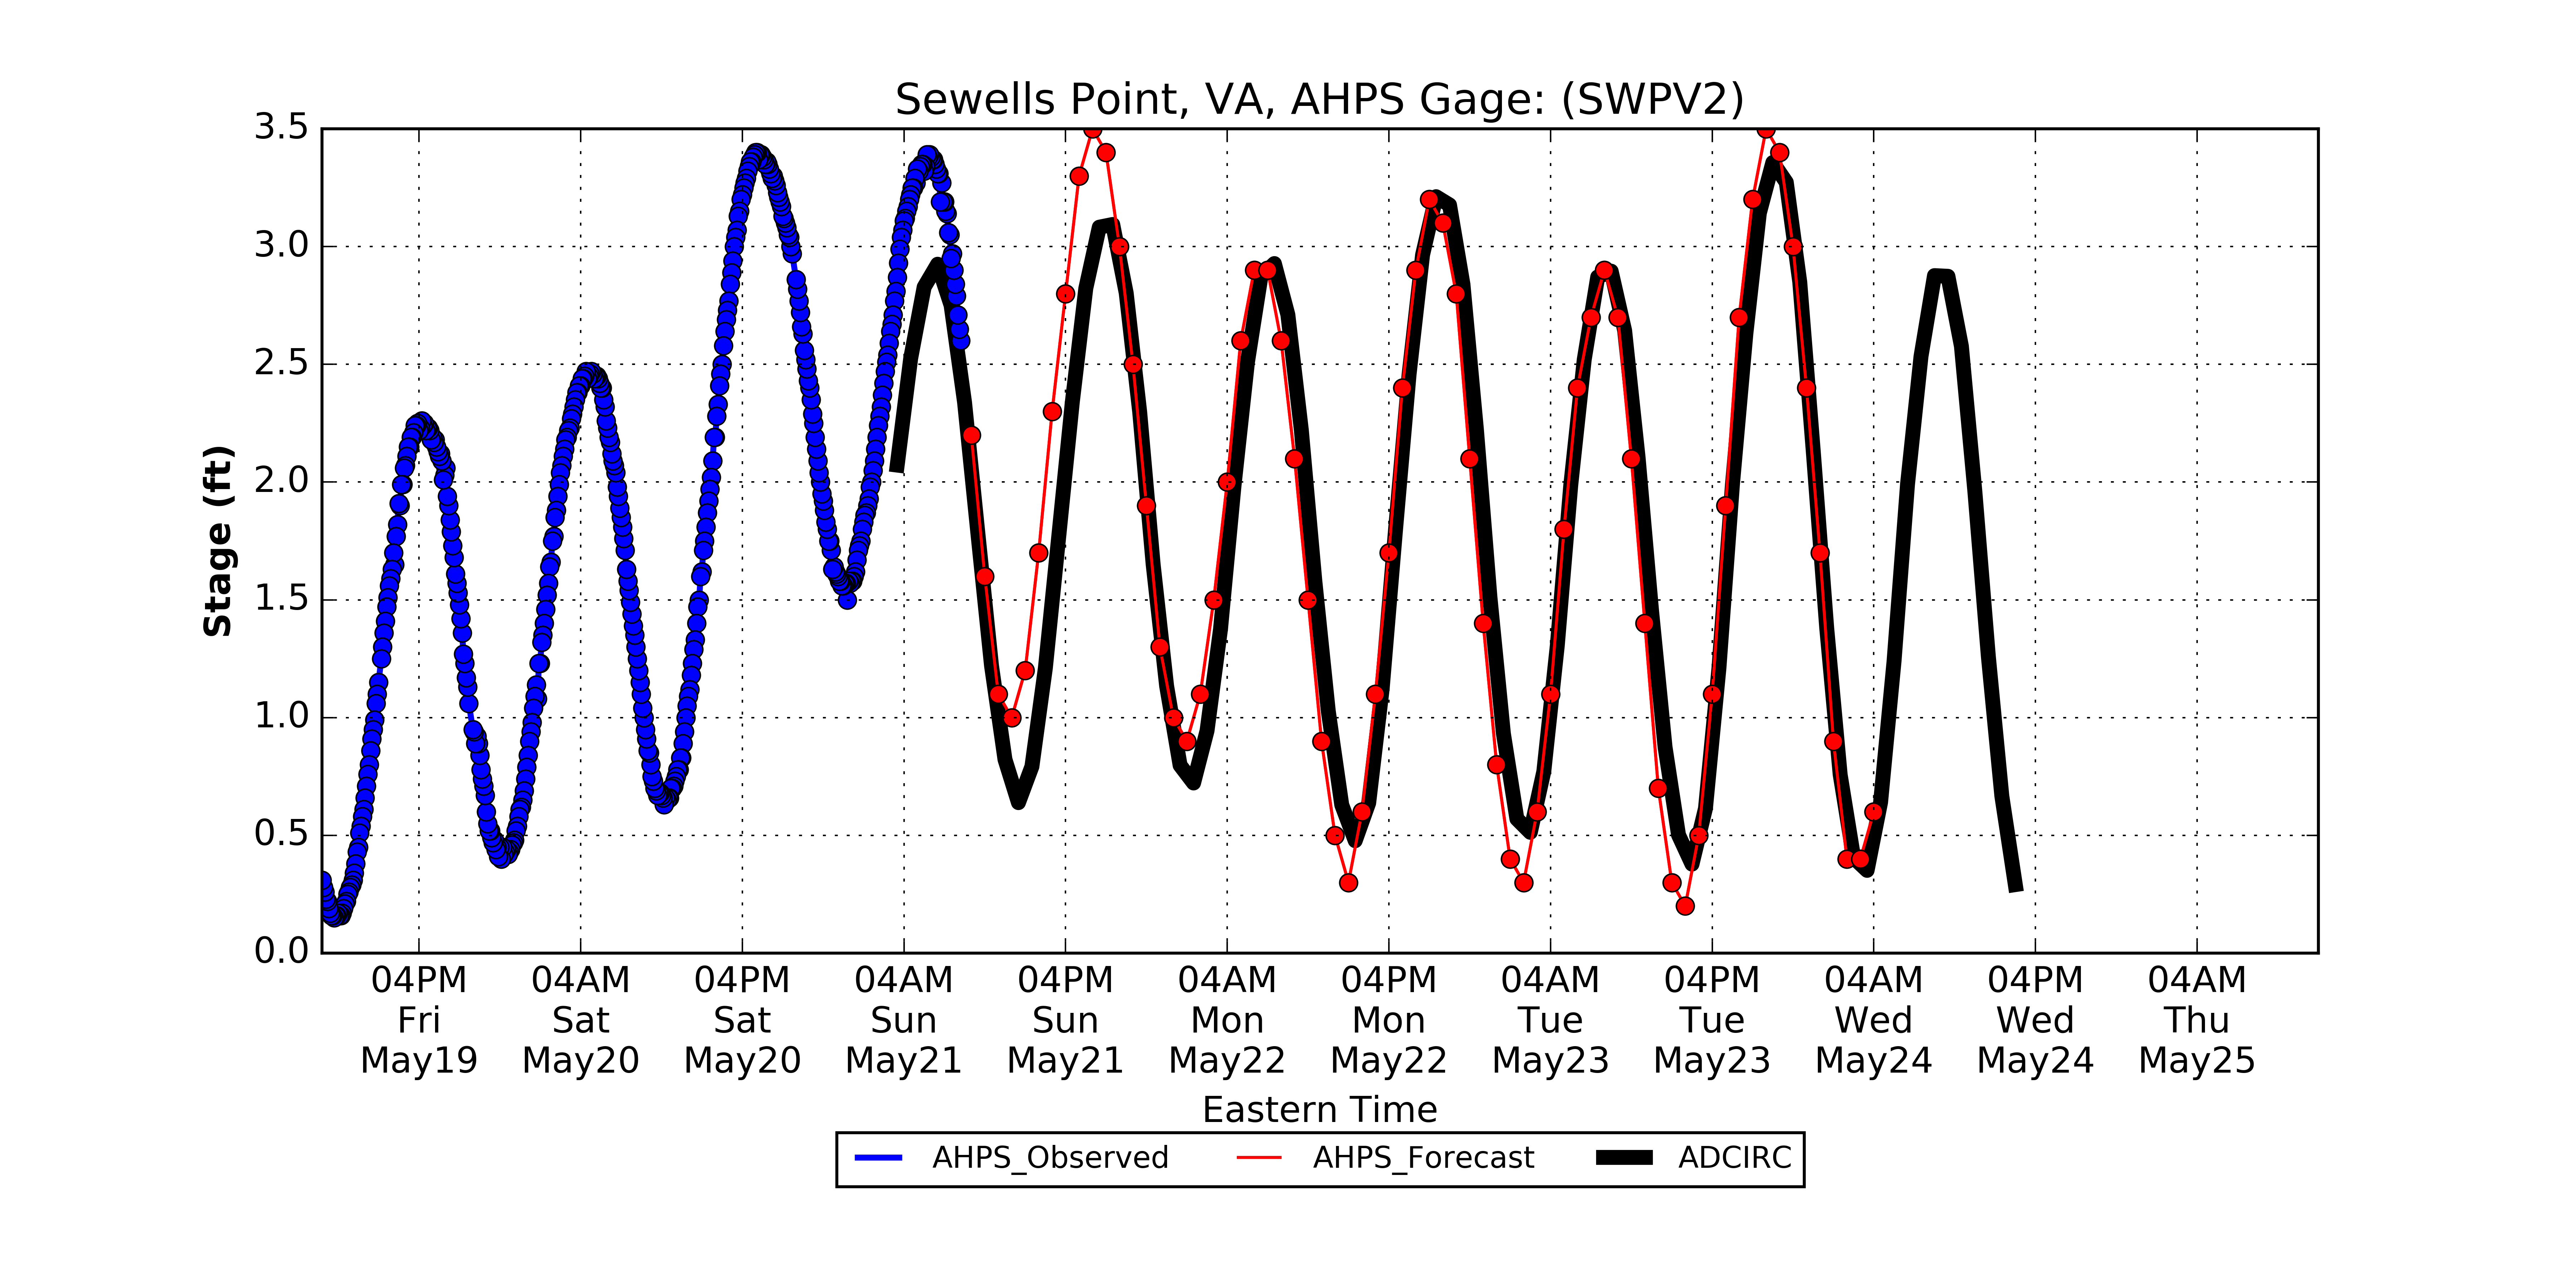 Sewells Point, VA, AHPS Gage: (SWPV2)
Stage (ft)
3.5
3.0
2.5
2.0
1.5
1.0
0.5
0.0
04PM 04AM 04PM 04AM 04PM 04AM 04PM 04AM 04PM 04AM 04PM 04AM
Fri Sat Sat Sun Sun Mon Mon Tue Tue Wed Wed Thu
May19 May20 May20 May21 May21 May22 May22 May23 May23 May24 May24 May25
Eastern Time
AHPS_Observed AHPS_Forecast ADCIRC